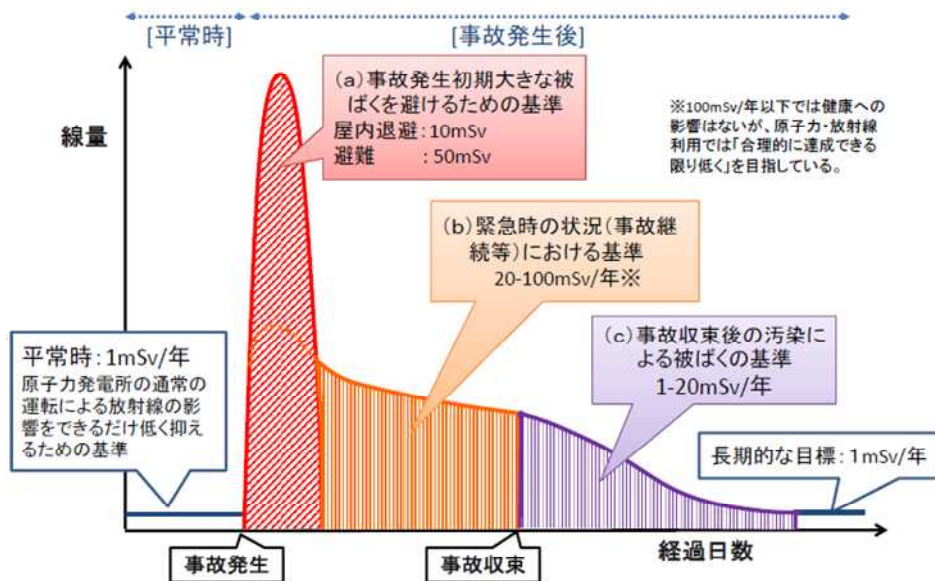 [平常時]
[事故発生後]
線量
(a)事故発生初期大きな被
ばくを避けるための基準
屋内退避:10mSv
避難　　:50mSv
※100mSv/年以下では健康への
影響はないが、原子力・放射線
利用では「合理的に達成できる
限り低く」を目指している。
(b)緊急時の状況(事故継
続等)における基準
20-100mSv/年※
平常時:1mSv/年
原子力発電所の通常の
運転による放射線の影
響をできるだけ低く抑え
るための基準
(c)事故収束後の汚染に
よる被ばくの基準
1-20mSv/年
長期的な目標:1mSv/年
事故発生
事故収束
経過日数